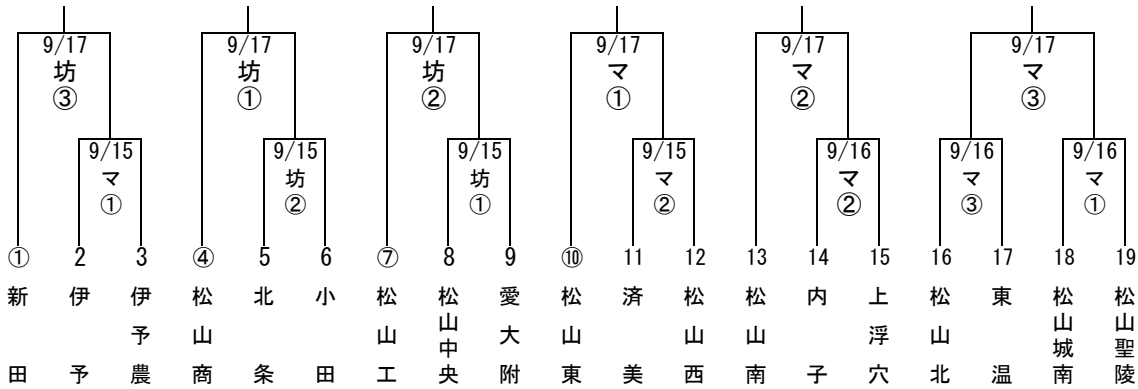 9/17 9/17 9/17 9/17 9/17 9/17
坊 坊 坊 マ マ マ
③ ① ② ① ② ③
9/15 9/15 9/15 9/15 9/16 9/16 9/16
マ 坊 坊 マ マ マ マ
① ② ① ② ② ③ ①
① 2 3 ④ 5 6 ⑦ 8 9 ⑩ 11 12 13 14 15 16 17 18 19
新田
伊予
伊予農
松山商
北条
小田
松山工
松山中央
愛大附
松山東
済美
松山西
松山南
内子
上浮穴
松山北
東温
松山城南
松山聖陵